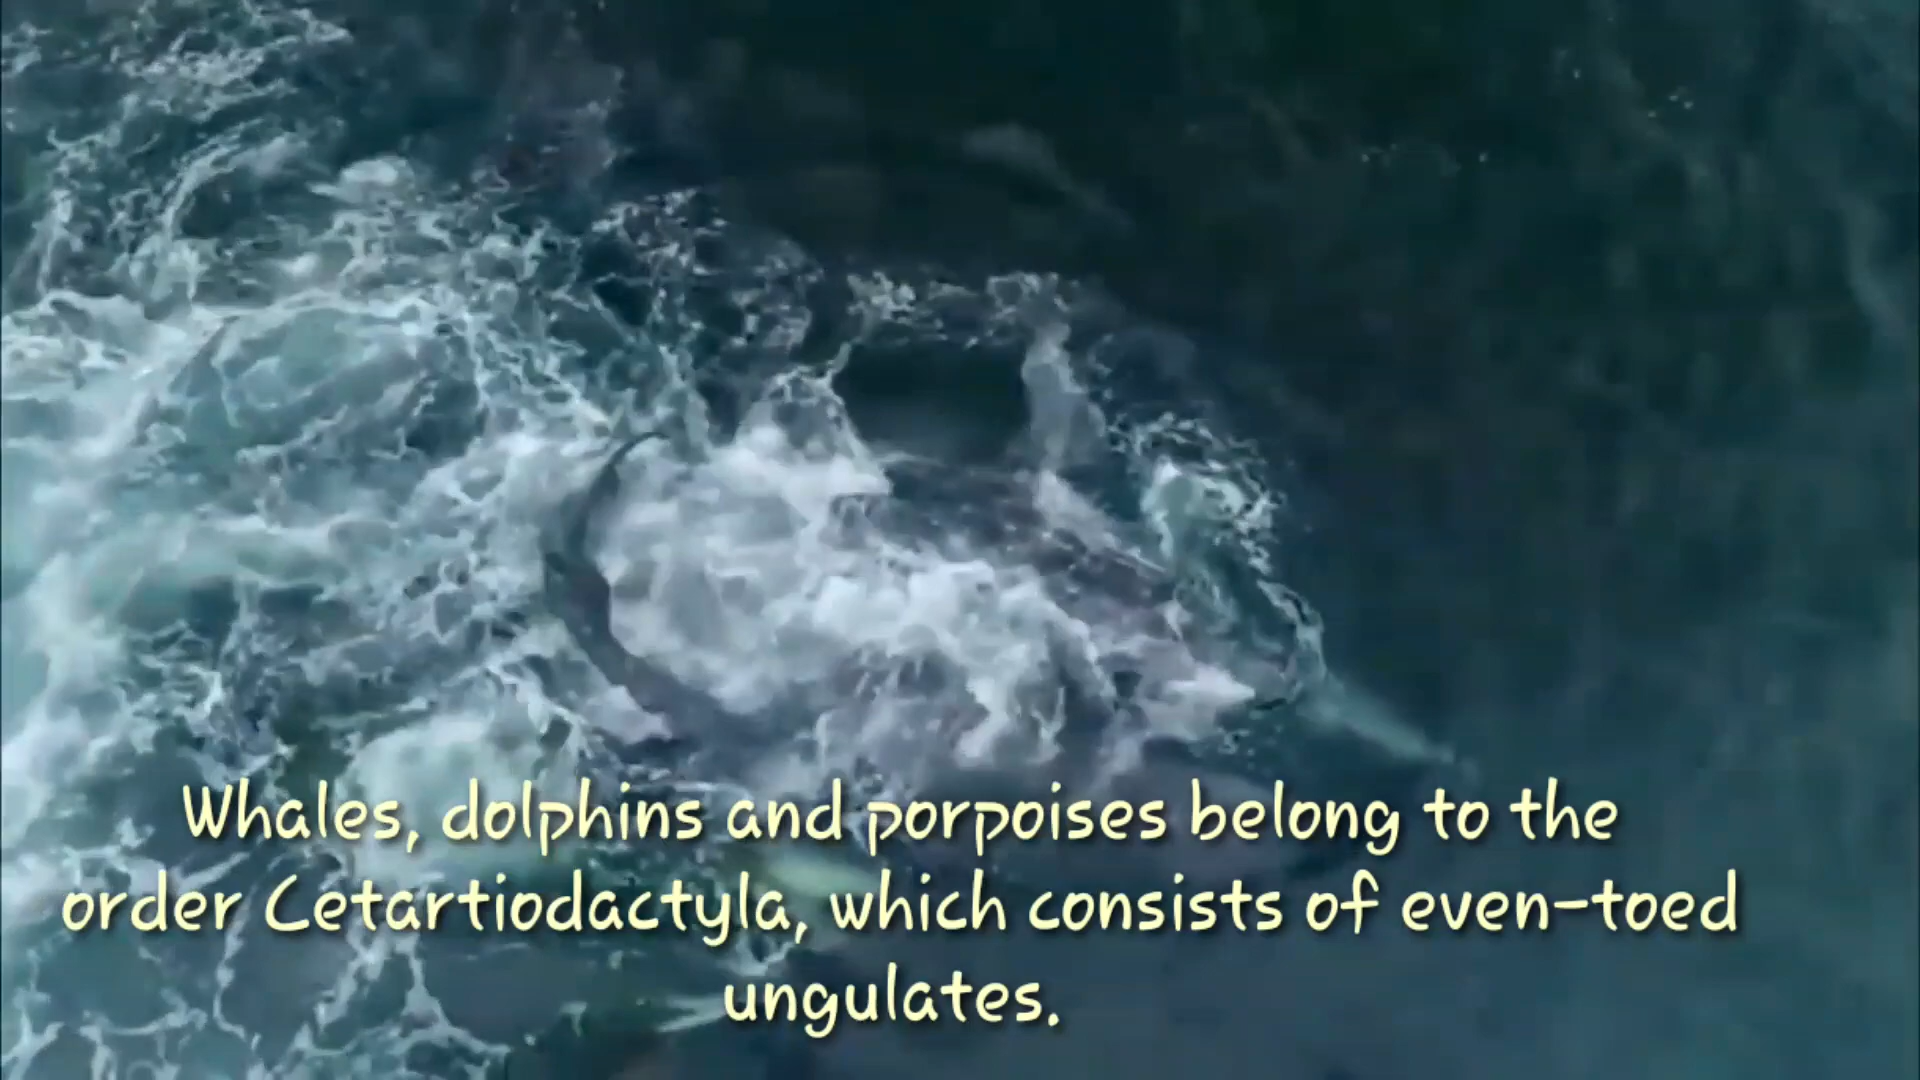 Whales, dolphins and porpoises belong to the
order Cetartiodactyla, which consists of even-toed
ungulates.